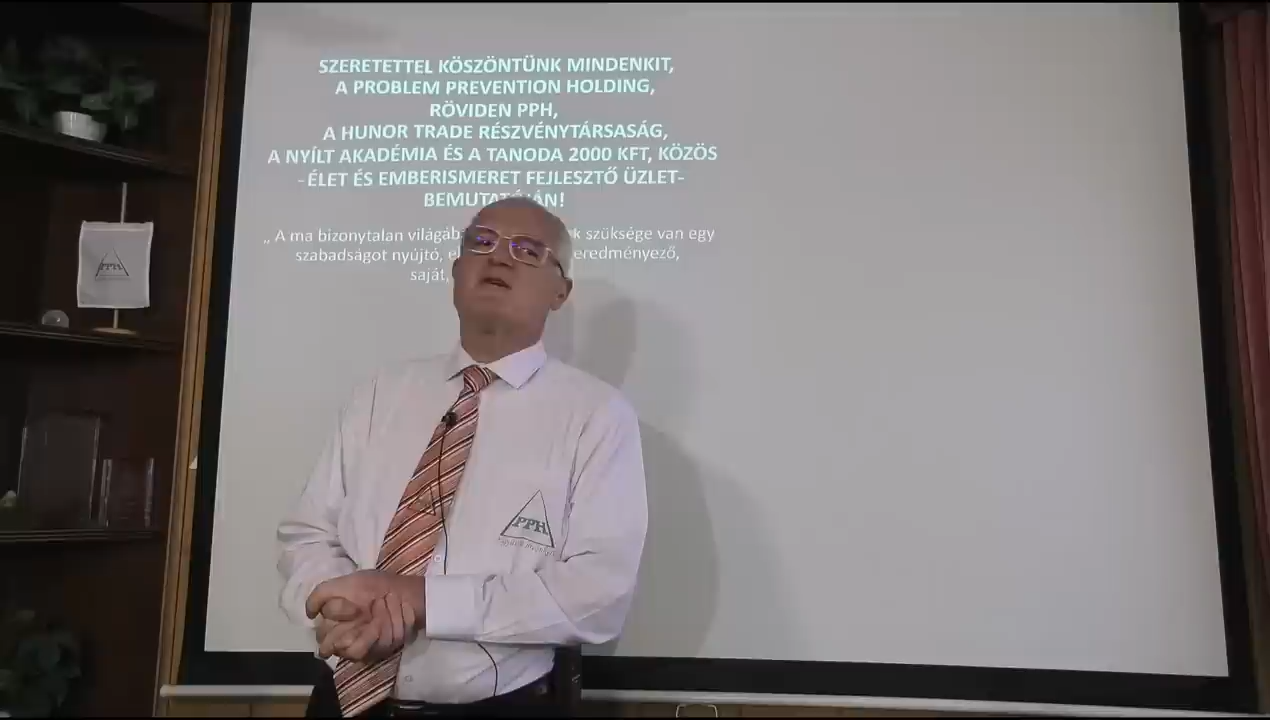 SZERETETTEL KÖSZÖNTÜNK MINDENKIT,
A PROBLEM PREVENTION HOLDING,
RÖVIDEN PPH,
A HUNOR TRADE RÉSZVÉNYTÁRSASÁG,
A NYÍLT AKADÉMIA ÉS A TANODA 2000 KFT, KÖZÖS
-ÉLET ÉS EMBERISMERET FEJLESZTŐ ÜZLET-
BEMUTATÓJÁN!
„ A ma bizonytalan világába szüksége van egy
szabadságot nyújtó, eredményező,
saját,
PPH
PPH